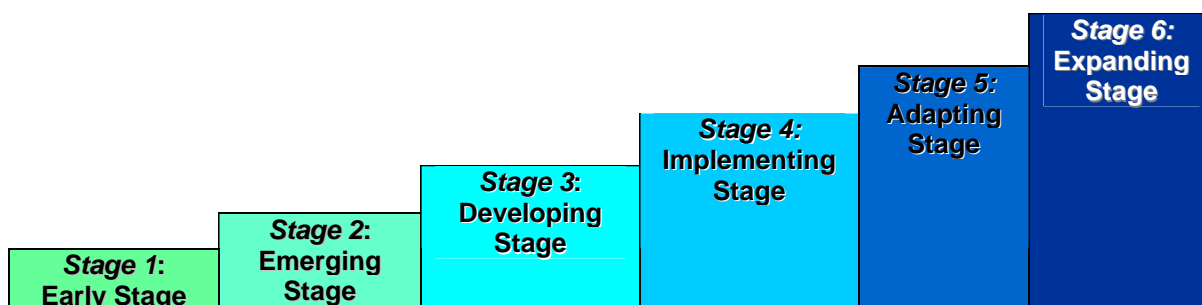 Stage 1:
Early Stage
Stage 2:
Emerging
Stage
Stage 3:
Developing
Stage
Stage 4:
Implementing
Stage
Stage 5:
Adapting
Stage
Stage 6:
Expanding
Stage